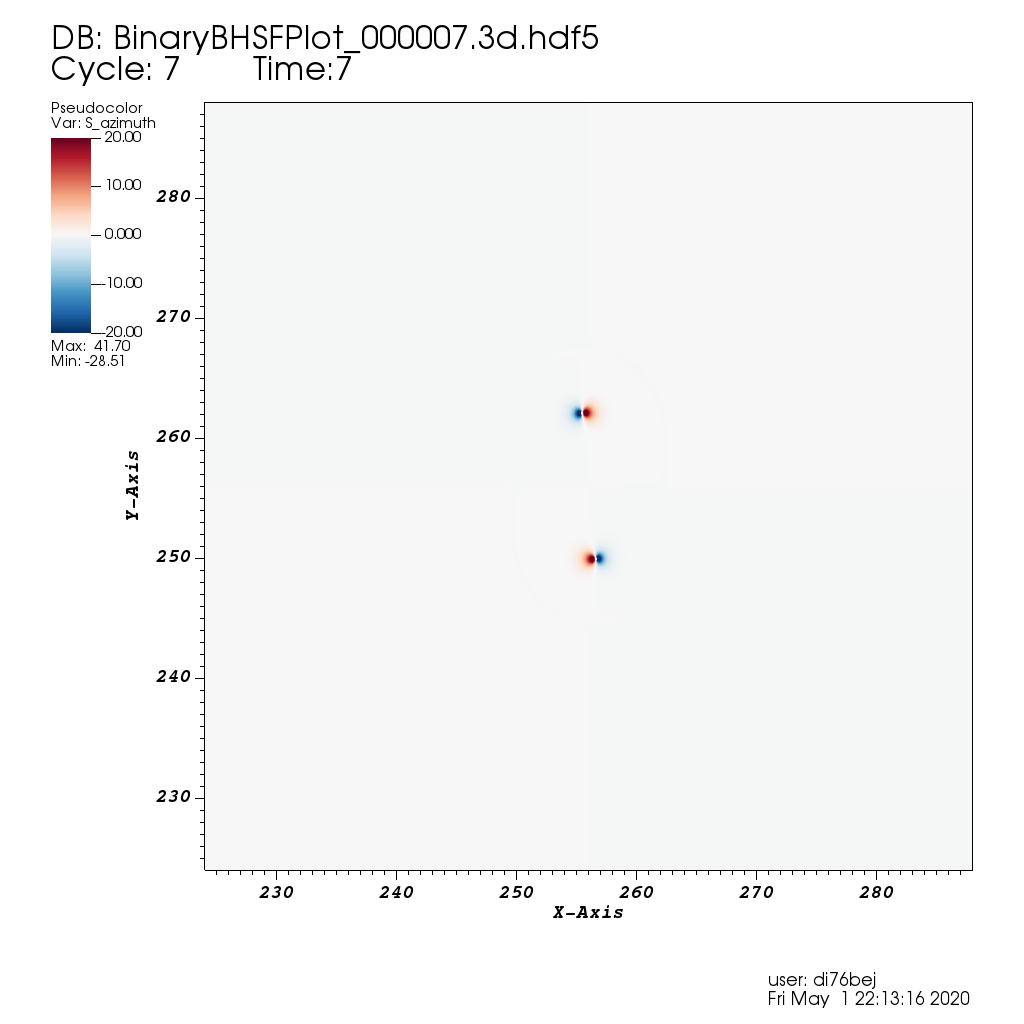 DB: BinaryBHSFPlot_000007.3d.hdf5
Cycle: 7 Time:7
Pseudocolor
Var: S_azimuth
20.00
10.00
0.000
-10.00
-20.00
Max: 41.70
Min: -28.51
280
270
260
250
240
230
Y-Axis
230 240 250 260 270 280
X-Axis
user: di76bej
Fri May 1 22:13:16 2020